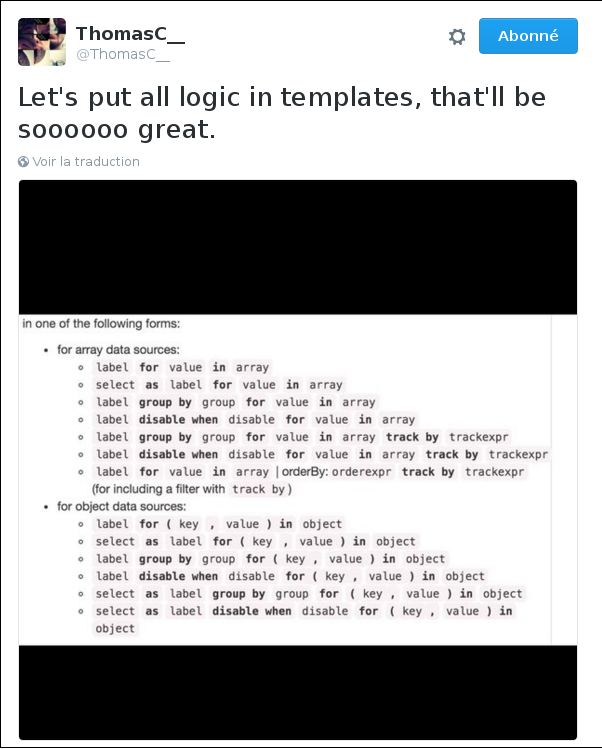 ThomasC__
@ThomasC__
Abonné
Let's put all logic in templates, that'll be
soooooo great.
Voir la traduction
in one of the following forms:
• for array data sources:
label for value in array
select as label for value in array
label group by group for value in array
label disable when disable for value in array
label group by group for value in array track by trackexpr
label disable when disable for value in array track by trackexpr
label for value in array | orderBy: orderexpr track by trackexpr
(for including a filter with track by)
• for object data sources:
label for ( key , value ) in object
select as label for ( key , value ) in object
label group by group for ( key , value ) in object
label disable when disable for ( key , value ) in object
select as label group by group for ( key , value ) in object
select as label disable when disable for ( key , value ) in
object